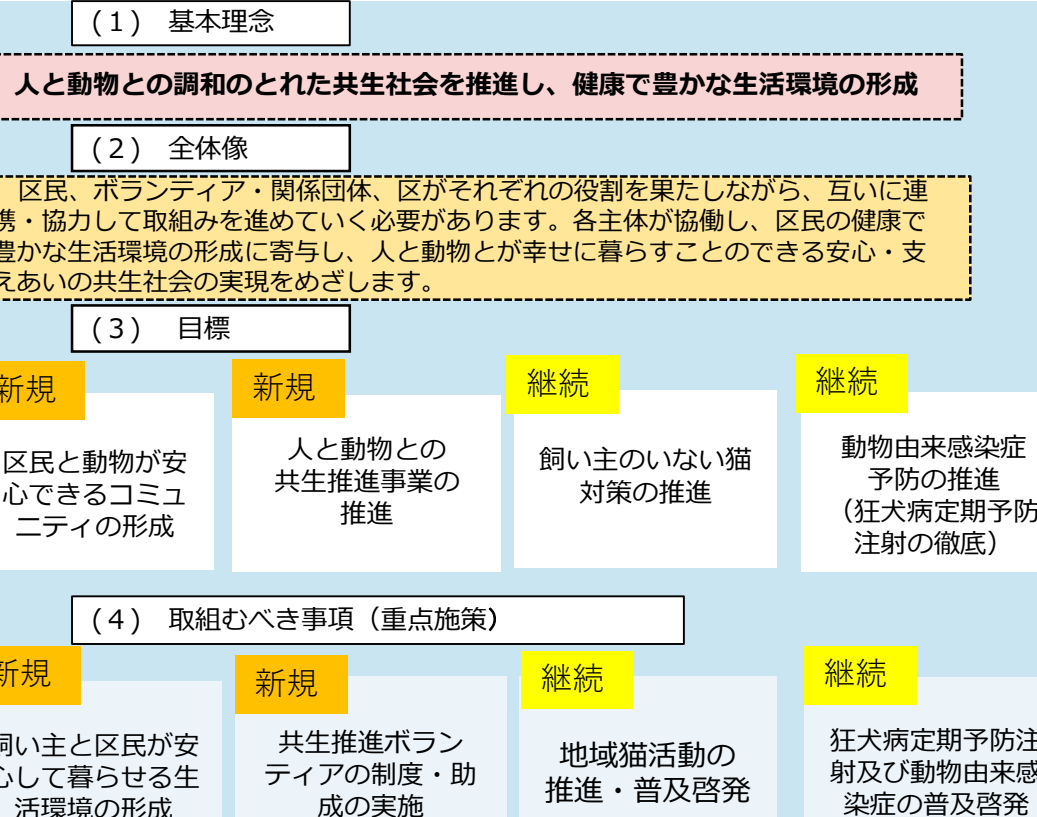 (1) 基本理念
人と動物との調和のとれた共生社会を推進し、健康で豊かな生活環境の形成
(2) 全体像
区民、ボランティア・関係団体、区がそれぞれの役割を果たしながら、互いに連
携・協力して取組みを進めていく必要があります。各主体が協働し、区民の健康で
豊かな生活環境の形成に寄与し、人と動物とが幸せに暮らすことのできる安心・支
えあいの共生社会の実現をめざします。
(3) 目標
新規
区民と動物が安
心できるコミュ
ニティの形成
新規
人と動物との
共生推進事業の
推進
継続
飼い主のいない猫
対策の推進
継続
動物由来感染症
予防の推進
（狂犬病定期予防
注射の徹底）
(4) 取組むべき事項（重点施策）
新規
飼い主と区民が安
心して暮らせる生
活環境の形成
新規
共生推進ボラン
ティアの制度・助
成の実施
継続
地域猫活動の
推進・普及啓発
継続
狂犬病定期予防注
射及び動物由来感
染症の普及啓発